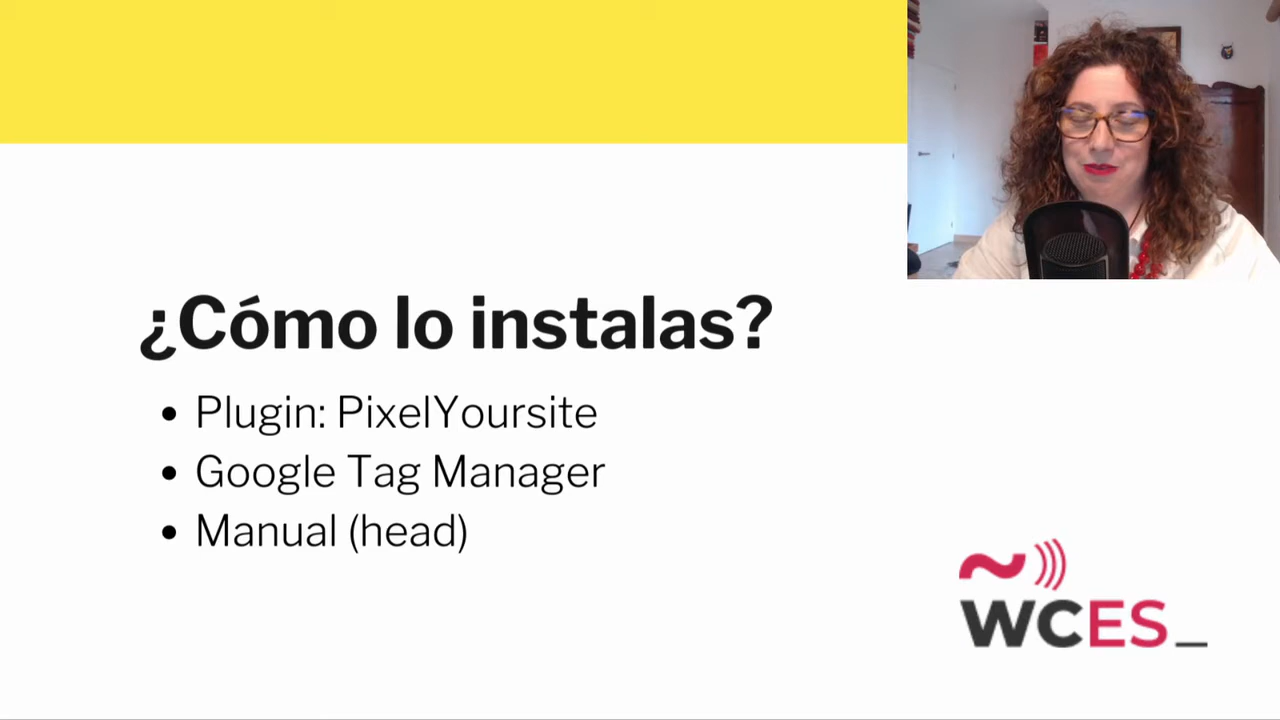 ¿Cómo lo instalas?
• Plugin: PixelYoursite
• Google Tag Manager
• Manual (head)
WCES_